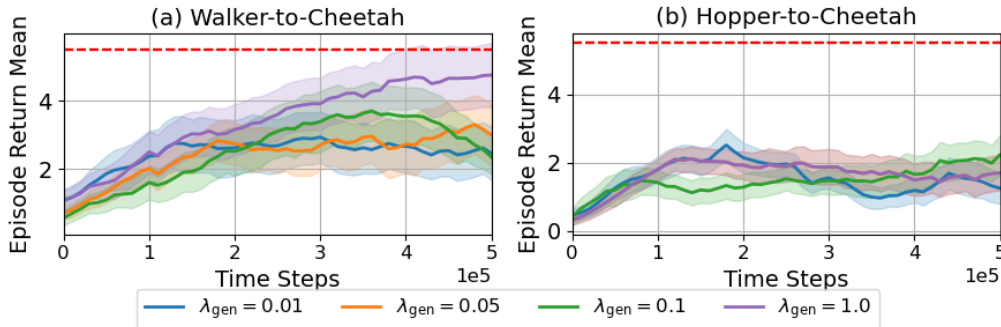 (a) Walker-to-Cheetah
(b) Hopper-to-Cheetah
Episode Return Mean
4
2
0 1 2 3 4 5
1e5
Time Steps
Episode Return Mean
4
2
0
0 1 2 3 4 5
1e5
Time Steps
λgen = 0.01 λgen = 0.05 λgen = 0.1 λgen = 1.0